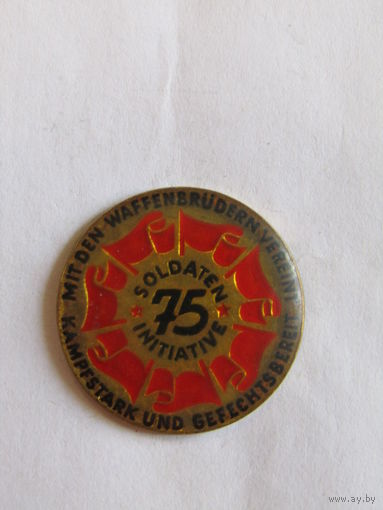 MIT DEN WAFFENBRÜDERN VEREINT
KAMPFSTARK UND GEFECHTSBEREIT
SOLDATEN
75
INITIATIVE
www.ay.by